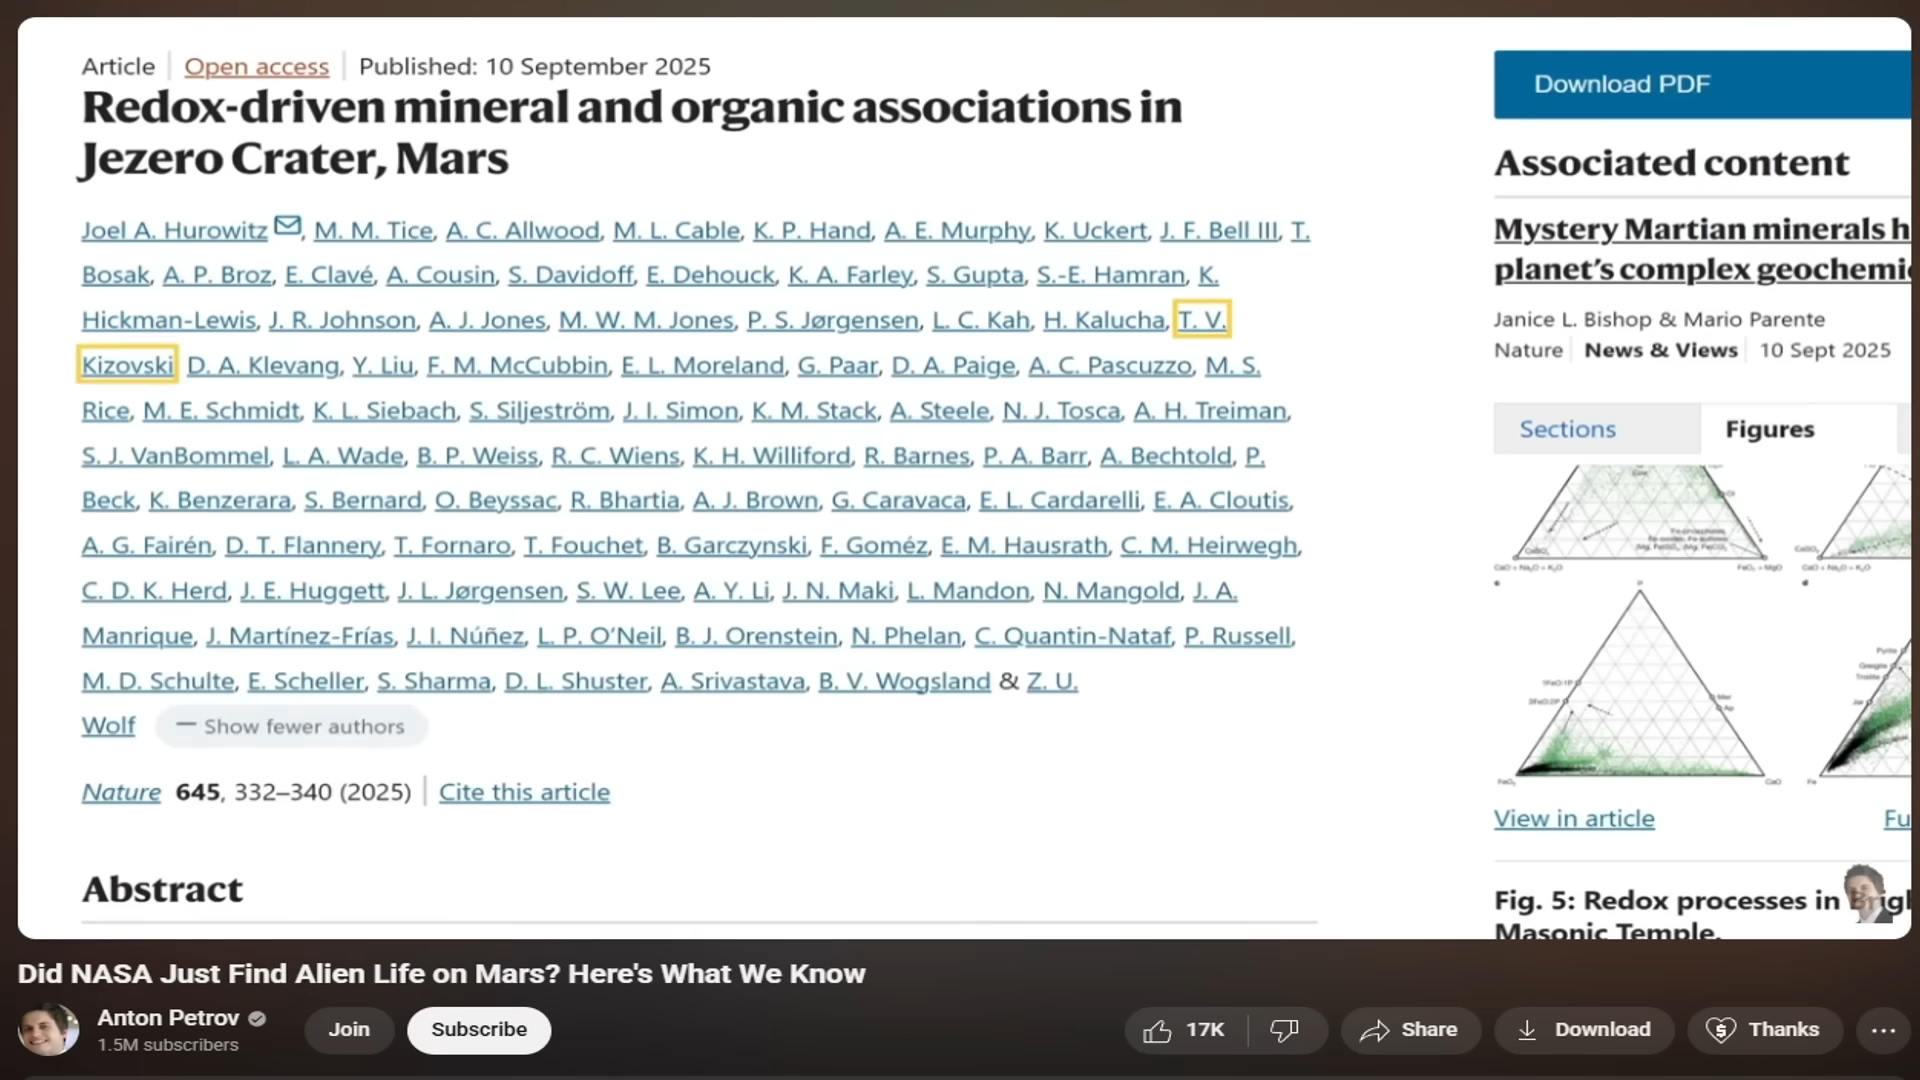 Article | Open access | Published: 10 September 2025
Redox-driven mineral and organic associations in
Jezero Crater, Mars
Joel A. Hurowitz, M. M. Tice, A. C. Allwood, M. L. Cable, K. P. Hand, A. E. Murphy, K. Uckert, J. F. Bell III, T.
Bosak, A. P. Broz, E. Clavé, A. Cousin, S. Davidoff, E. Dehouck, K. A. Farley, S. Gupta, S.-E. Hamran, K.
Hickman-Lewis, J. R. Johnson, A. J. Jones, M. W. M. Jones, P. S. Jørgensen, L. C. Kah, H. Kalucha, T. V.
Kizovski, D. A. Klevang, Y. Liu, F. M. McCubbin, E. L. Moreland, G. Paar, D. A. Paige, A. C. Pascuzzo, M. S.
Rice, M. E. Schmidt, K. L. Siebach, S. Siljeström, J. I. Simon, K. M. Stack, A. Steele, N. J. Tosca, A. H. Treiman,
S. J. VanBommel, L. A. Wade, B. P. Weiss, R. C. Wiens, K. H. Williford, R. Barnes, P. A. Barr, A. Bechtold, P.
Beck, K. Benzerara, S. Bernard, O. Beyssac, R. Bhartia, A. J. Brown, G. Caravaca, E. L. Cardarelli, E. A. Cloutis,
A. G. Fairén, D. T. Flannery, T. Fornaro, T. Fouchet, B. Garczynski, F. Goméz, E. M. Hausrath, C. M. Heirwegh,
C. D. K. Herd, J. E. Huggett, J. L. Jørgensen, S. W. Lee, A. Y. Li, J. N. Maki, L. Mandon, N. Mangold, J. A.
Manrique, J. Martínez-Frías, J. I. Núñez, L. P. O'Neil, B. J. Orenstein, N. Phelan, C. Quantin-Nataf, P. Russell,
M. D. Schulte, E. Scheller, S. Sharma, D. L. Shuster, A. Srivastava, B. V. Wogsland & Z. U.
Wolf — Show fewer authors
Nature 645, 332–340 (2025) | Cite this article
Abstract
Download PDF
Associated content
Mystery Martian minerals h
planet's complex geochemi
Janice L. Bishop & Mario Parente
Nature | News & Views | 10 Sept 2025
Sections Figures
View in article Fu
Fig. 5: Redox processes in Brigh
Masonic Temple.
Did NASA Just Find Alien Life on Mars? Here's What We Know
Anton Petrov
1.5M subscribers
Join
Subscribe
17K
Share
Download
Thanks